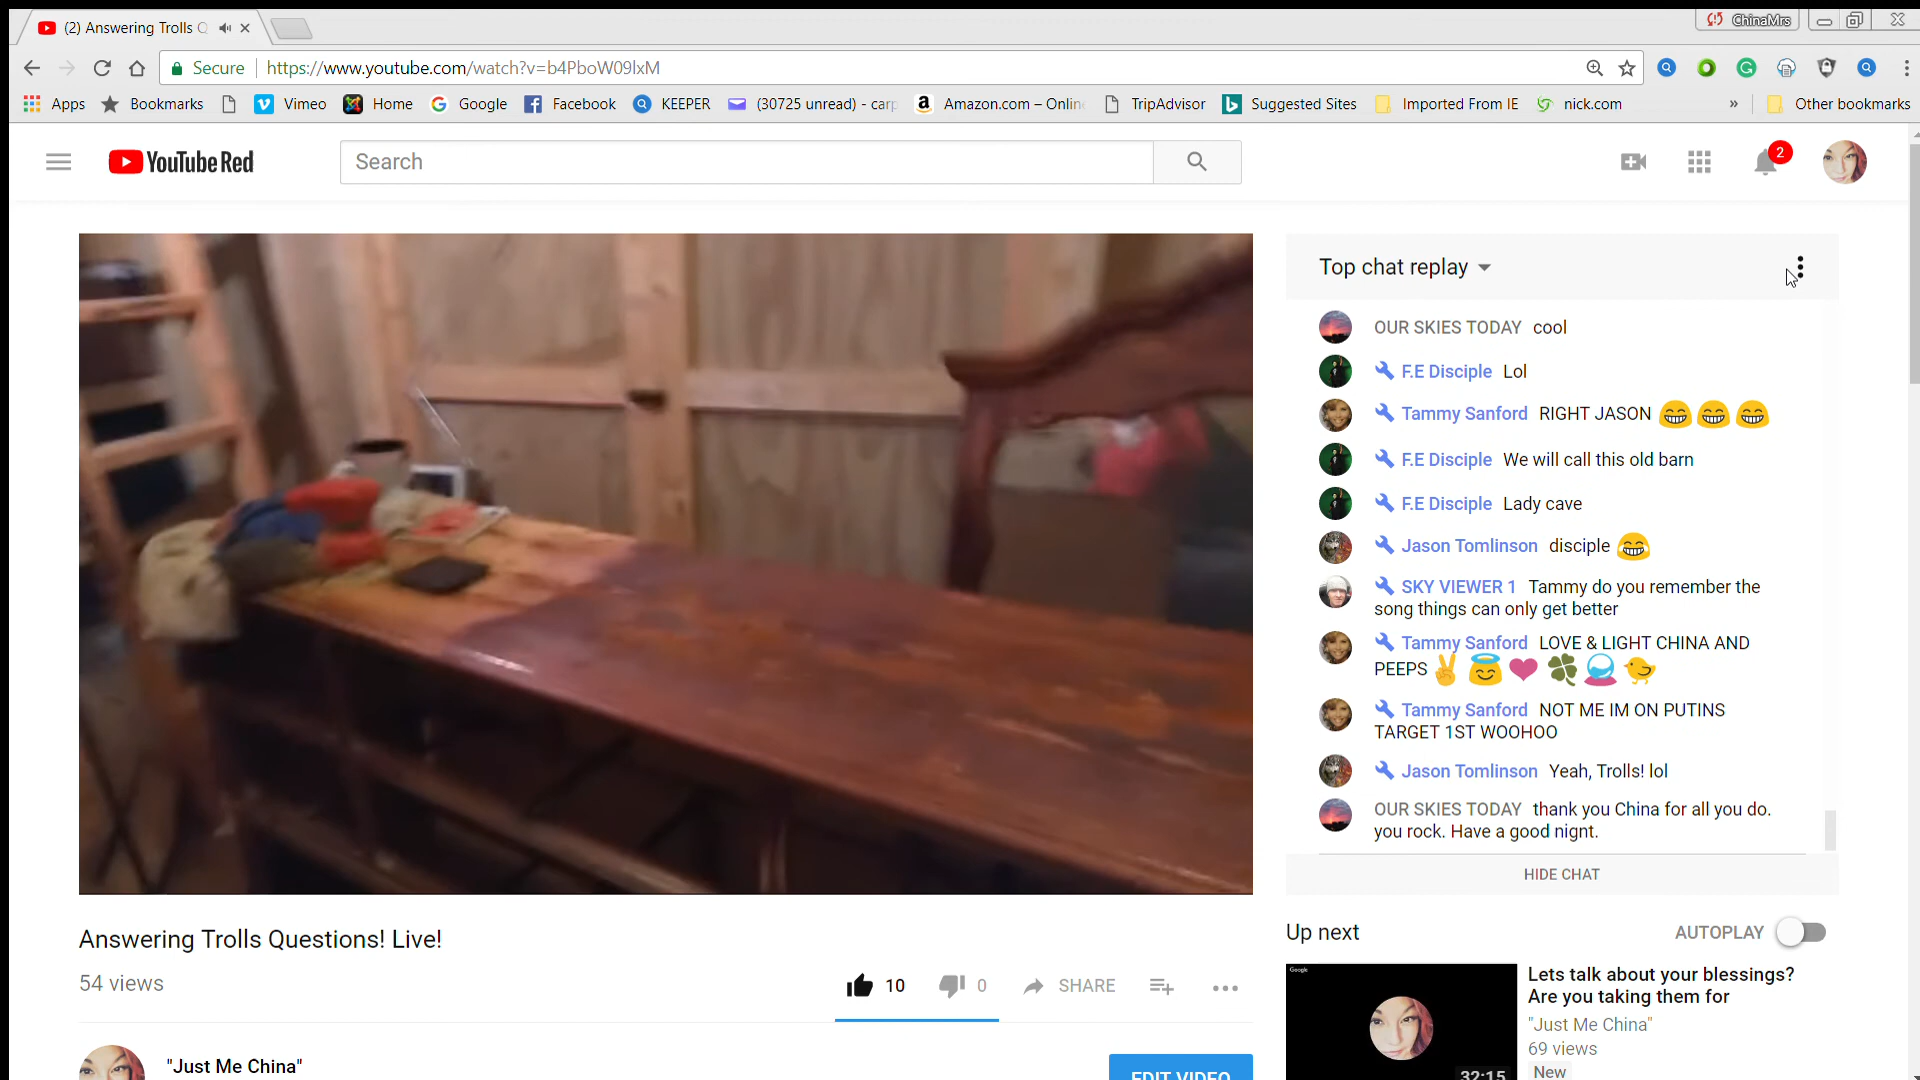 (2) Answering Trolls Q
ChinaMrs
Secure
https://www.youtube.com/watch?v=b4PboW09lxM
Apps
Bookmarks
Vimeo
Home
Google
Facebook
KEEPER
(30725 unread) - carp
Amazon.com – Onlin
TripAdvisor
Suggested Sites
Imported From IE
nick.com
»
Other bookmarks
YouTube Red
Search
2
Top chat replay
OUR SKIES TODAY cool
F.E Disciple Lol
Tammy Sanford RIGHT JASON 😁😁😁
F.E Disciple We will call this old barn
F.E Disciple Lady cave
Jason Tomlinson disciple 😂
SKY VIEWER 1 Tammy do you remember the
song things can only get better
Tammy Sanford LOVE & LIGHT CHINA AND
PEEPS ✌😇❤🍀🔮🐤
Tammy Sanford NOT ME IM ON PUTINS
TARGET 1ST WOOHOO
Jason Tomlinson Yeah, Trolls! lol
OUR SKIES TODAY thank you China for all you do.
you rock. Have a good nignt.
HIDE CHAT
Answering Trolls Questions! Live!
54 views
10
0
SHARE
"Just Me China"
EDIT VIDEO
Up next
AUTOPLAY
Google
32:15
Lets talk about your blessings?
Are you taking them for
"Just Me China"
69 views
New